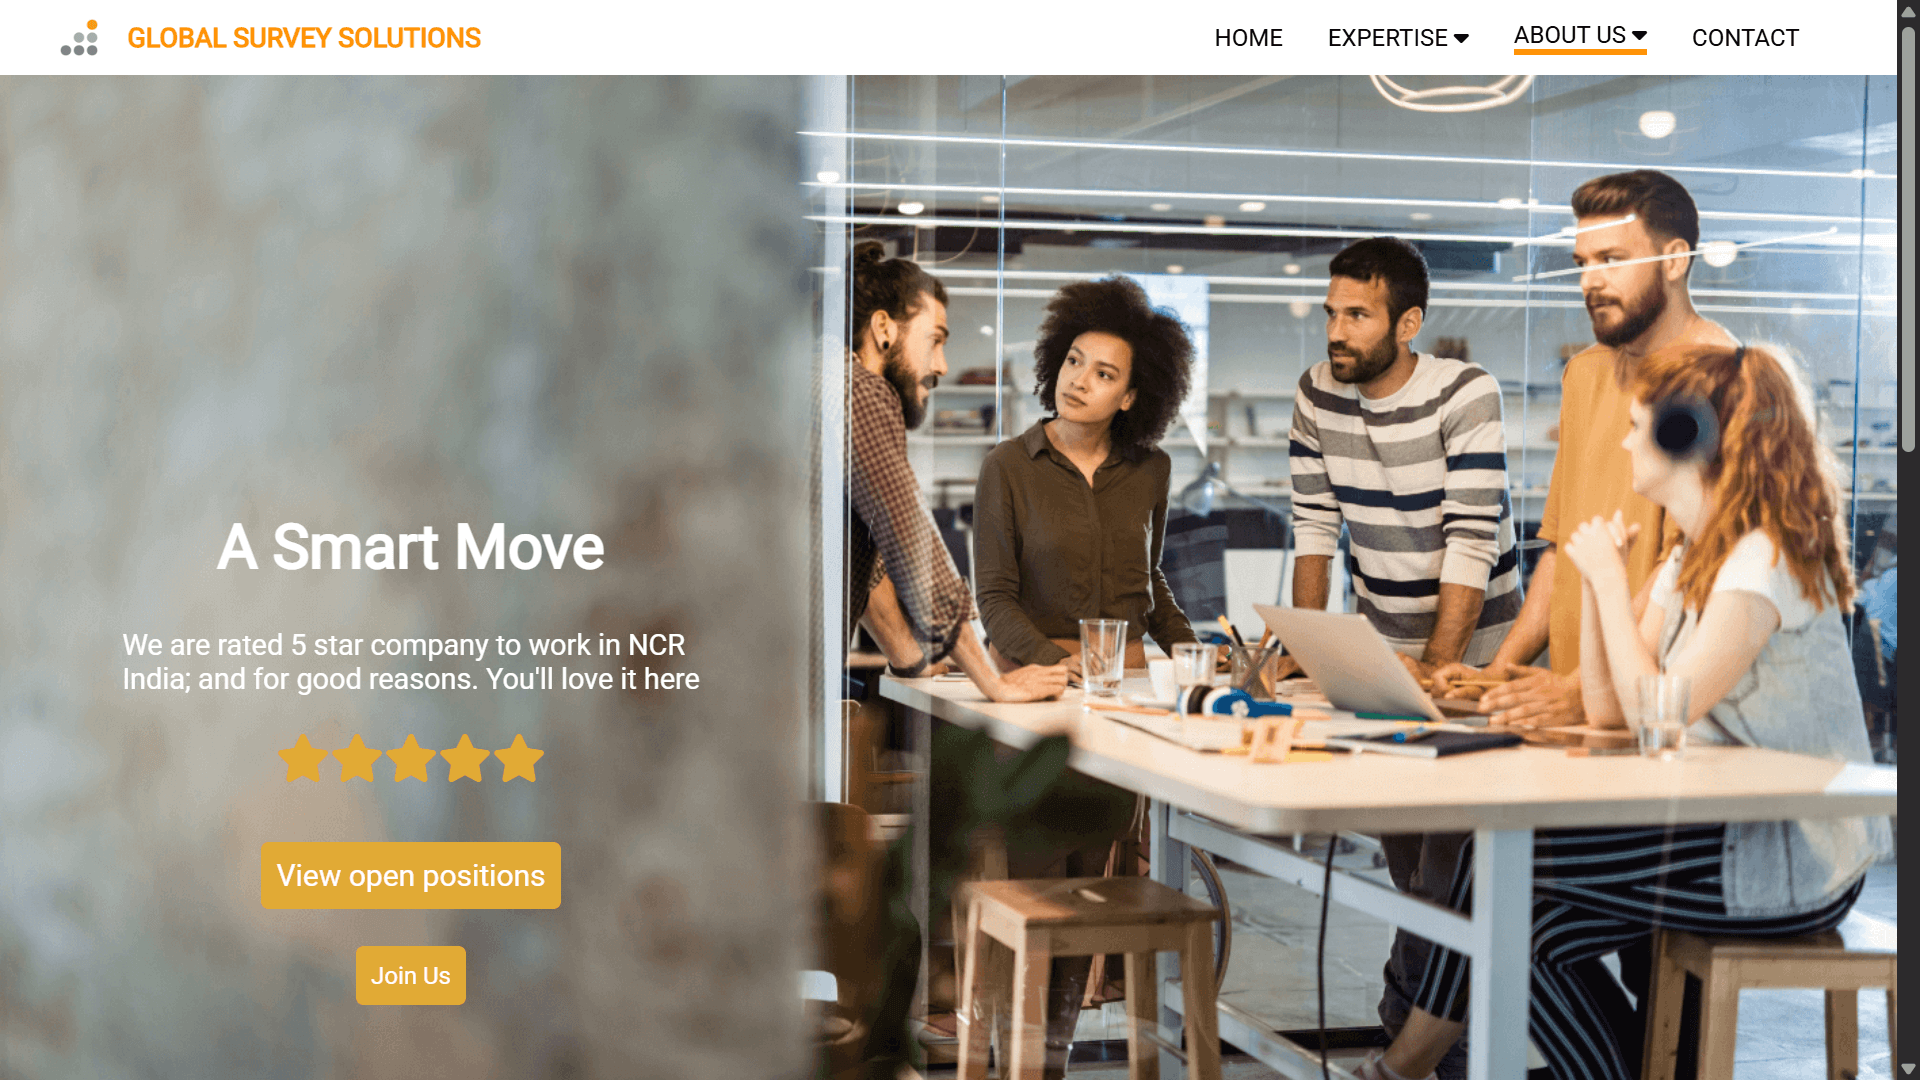 GLOBAL SURVEY SOLUTIONS
HOME
EXPERTISE
ABOUT US
CONTACT
A Smart Move
We are rated 5 star company to work in NCR
India; and for good reasons. You'll love it here
View open positions
Join Us